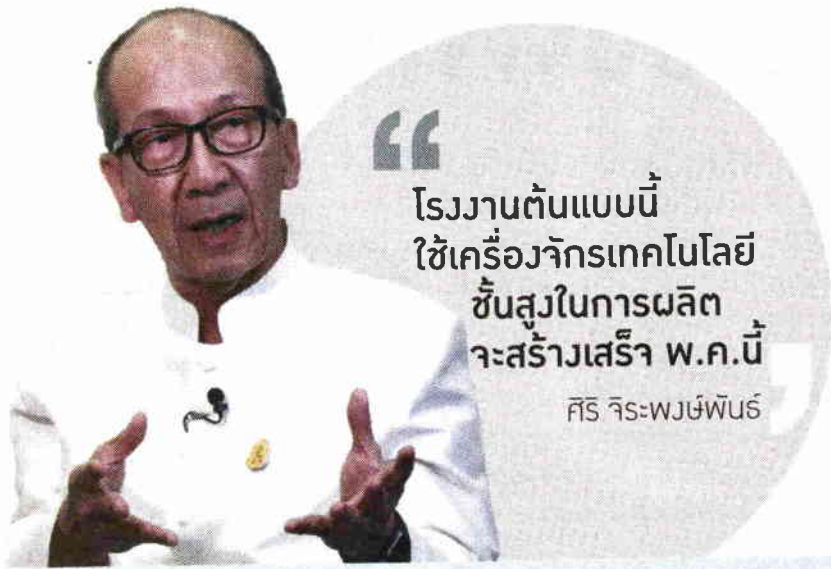 โรงงานต้นแบบนี้
ใช้เครื่องจักรเทคโนโลยี
ชั้นสูงในการผลิต
จะสร้างเสร็จ พ.ค.นี้
ศิริ จิระพงษ์พันธ์